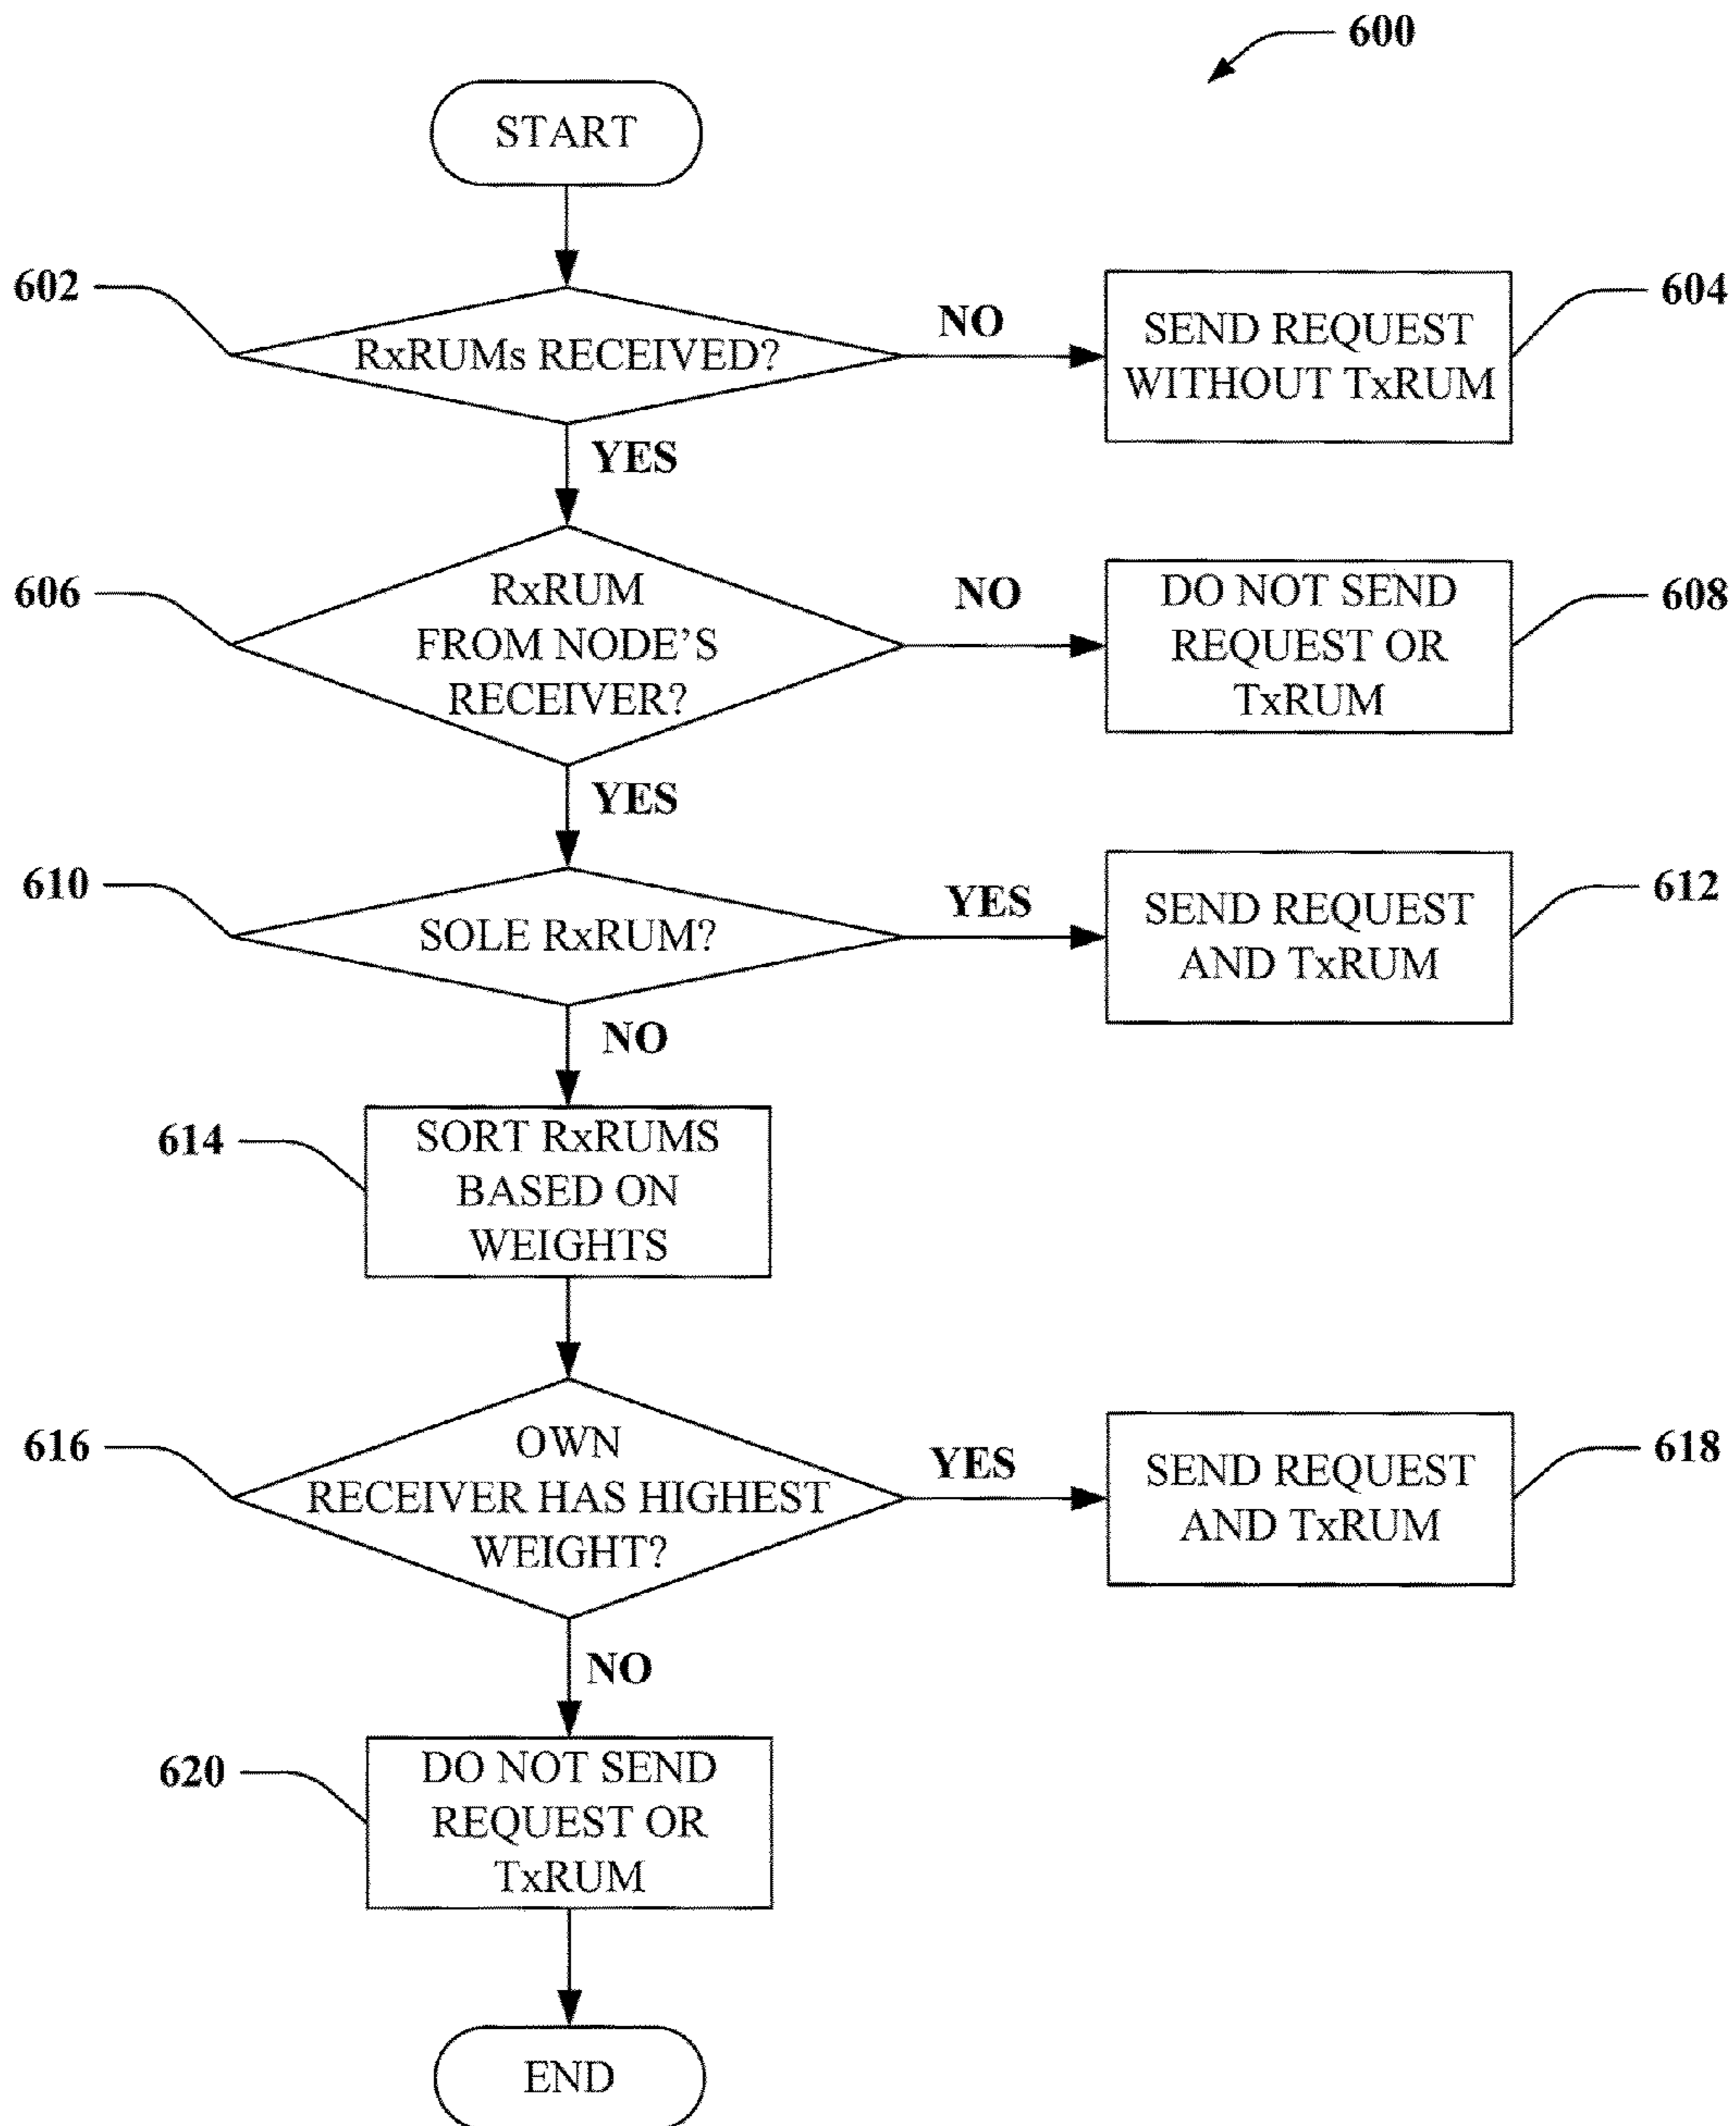 600
START
602
RxRUMs RECEIVED?
NO
SEND REQUEST
WITHOUT TxRUM
604
YES
606
RxRUM
FROM NODE'S
RECEIVER?
NO
DO NOT SEND
REQUEST OR
TxRUM
608
YES
610
SOLE RxRUM?
YES
SEND REQUEST
AND TxRUM
612
NO
614
SORT RxRUMS
BASED ON
WEIGHTS
616
OWN
RECEIVER HAS HIGHEST
WEIGHT?
YES
SEND REQUEST
AND TxRUM
618
NO
620
DO NOT SEND
REQUEST OR
TxRUM
END